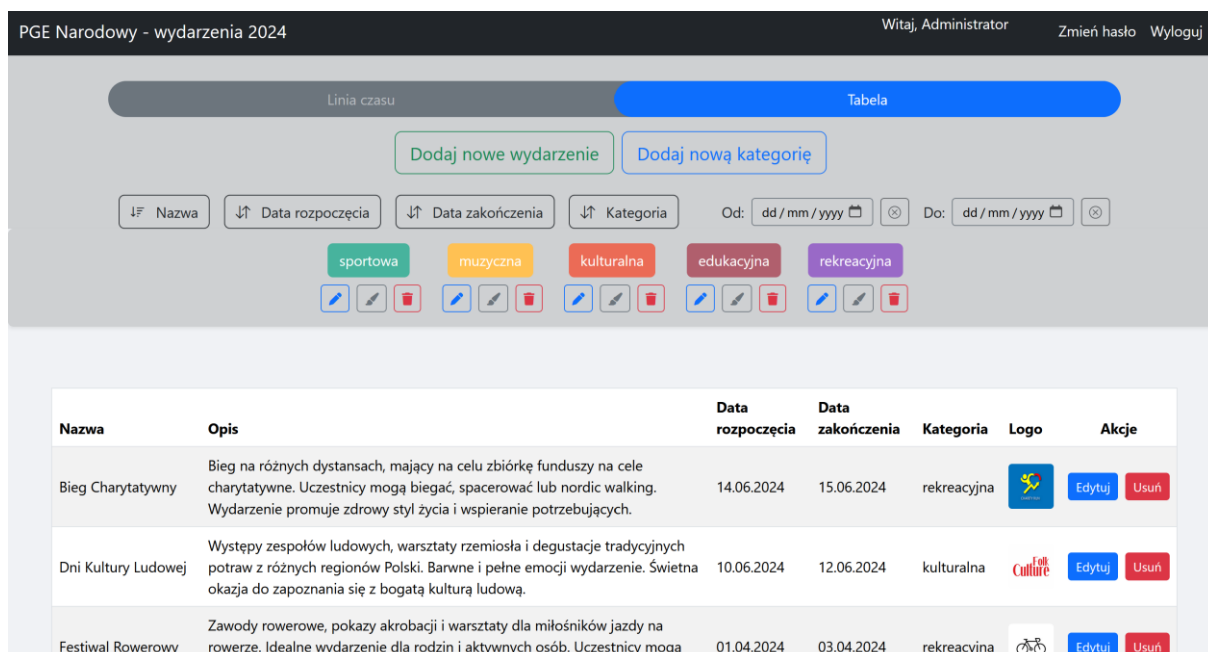 PGE Narodowy - wydarzenia 2024
Witaj, Administrator
Zmień hasło
Wyloguj
Linia czasu
Tabela
Dodaj nowe wydarzenie
Dodaj nową kategorię
Nazwa
Data rozpoczęcia
Data zakończenia
Kategoria
Od: dd / mm / yyyy
Do: dd / mm / yyyy
sportowa
muzyczna
kulturalna
edukacyjna
rekreacyjna
Nazwa
Opis
Data
rozpoczęcia
Data
zakończenia
Kategoria
Logo
Akcje
Bieg Charytatywny
Bieg na różnych dystansach, mający na celu zbiórkę funduszy na cele
charytatywne. Uczestnicy mogą biegać, spacerować lub nordic walking.
Wydarzenie promuje zdrowy styl życia i wspieranie potrzebujących.
14.06.2024
15.06.2024
rekreacyjna
Edytuj
Usuń
Dni Kultury Ludowej
Występy zespołów ludowych, warsztaty rzemiosła i degustacje tradycyjnych
potraw z różnych regionów Polski. Barwne i pełne emocji wydarzenie. Świetna
okazja do zapoznania się z bogatą kulturą ludową.
10.06.2024
12.06.2024
kulturalna
Folk
Culture
Edytuj
Usuń
Festiwal Rowerowy
Zawody rowerowe, pokazy akrobacji i warsztaty dla miłośników jazdy na
rowerze. Idealne wydarzenie dla rodzin i aktywnych osób. Uczestnicy mogą
01.04.2024
03.04.2024
rekreacyjna
Edytuj
Usuń